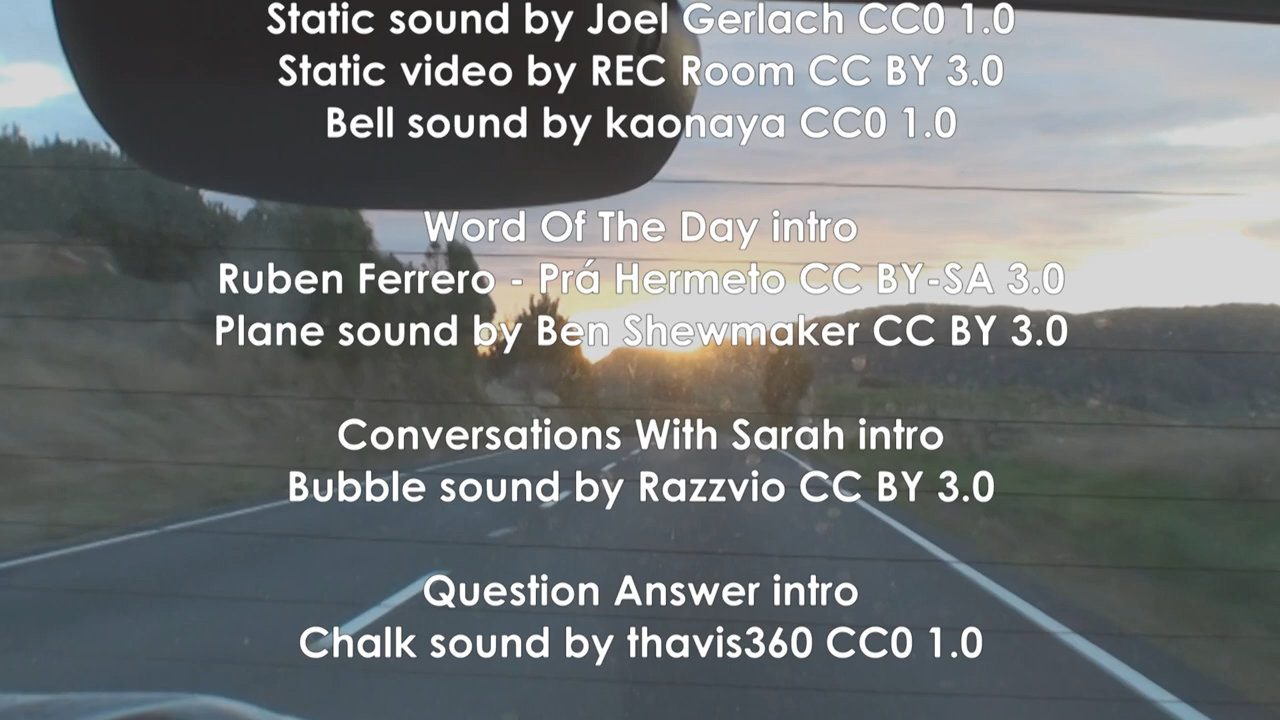 Static sound by Joel Gerlach CC0 1.0
Static video by REC Room CC BY 3.0
Bell sound by kaonaya CC0 1.0
Word Of The Day intro
Ruben Ferrero - Prá Hermeto CC BY-SA 3.0
Plane sound by Ben Shewmaker CC BY 3.0
Conversations With Sarah intro
Bubble sound by Razzvio CC BY 3.0
Question Answer intro
Chalk sound by thavis360 CC0 1.0